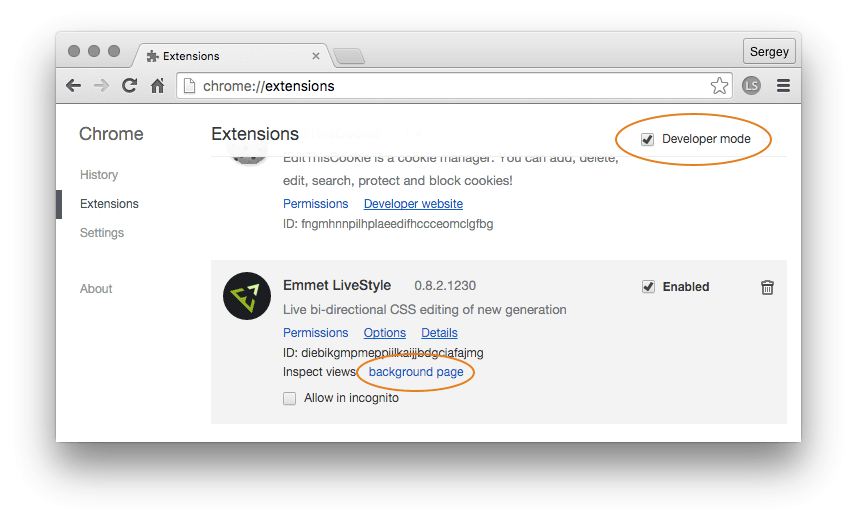 Extensions
Sergey
chrome://extensions
LS
Chrome
Extensions
Developer mode
History
Extensions
Settings
About
EditThisCookie is a cookie manager. You can add, delete,
edit, search, protect and block cookies!
Permissions Developer website
ID: fngmhnnpilhplaeedifhccceomclgfbg
Emmet LiveStyle 0.8.2.1230
Enabled
Live bi-directional CSS editing of new generation
Permissions Options Details
ID: diebikgmpmeppiilkaijjbdgciafajmg
Inspect views background page
Allow in incognito